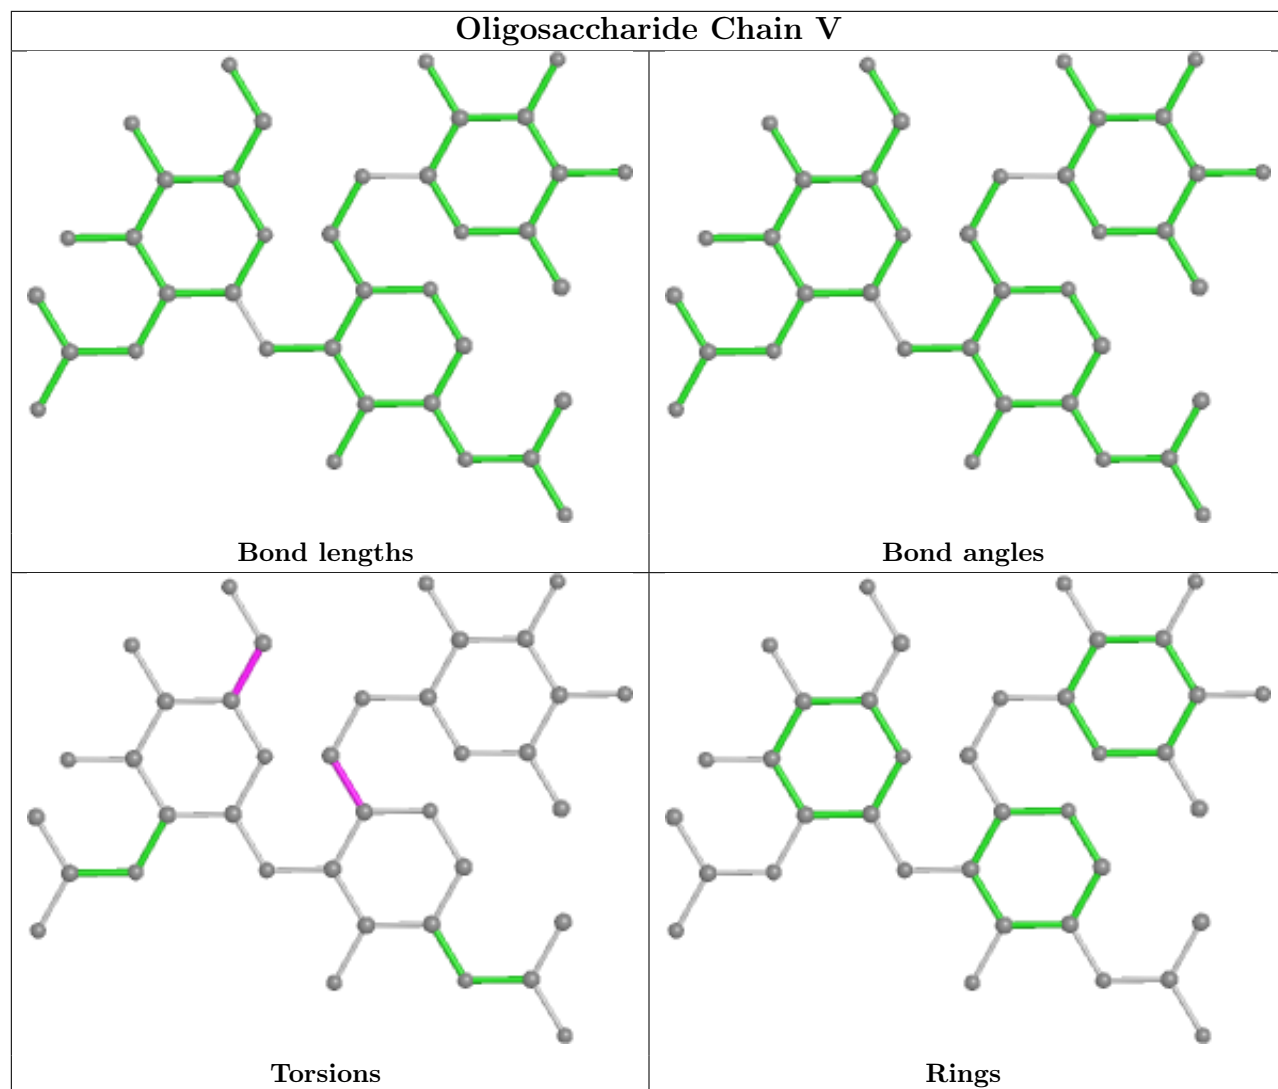 Oligosaccharide Chain V
Bond lengths
Bond angles
Torsions
Rings